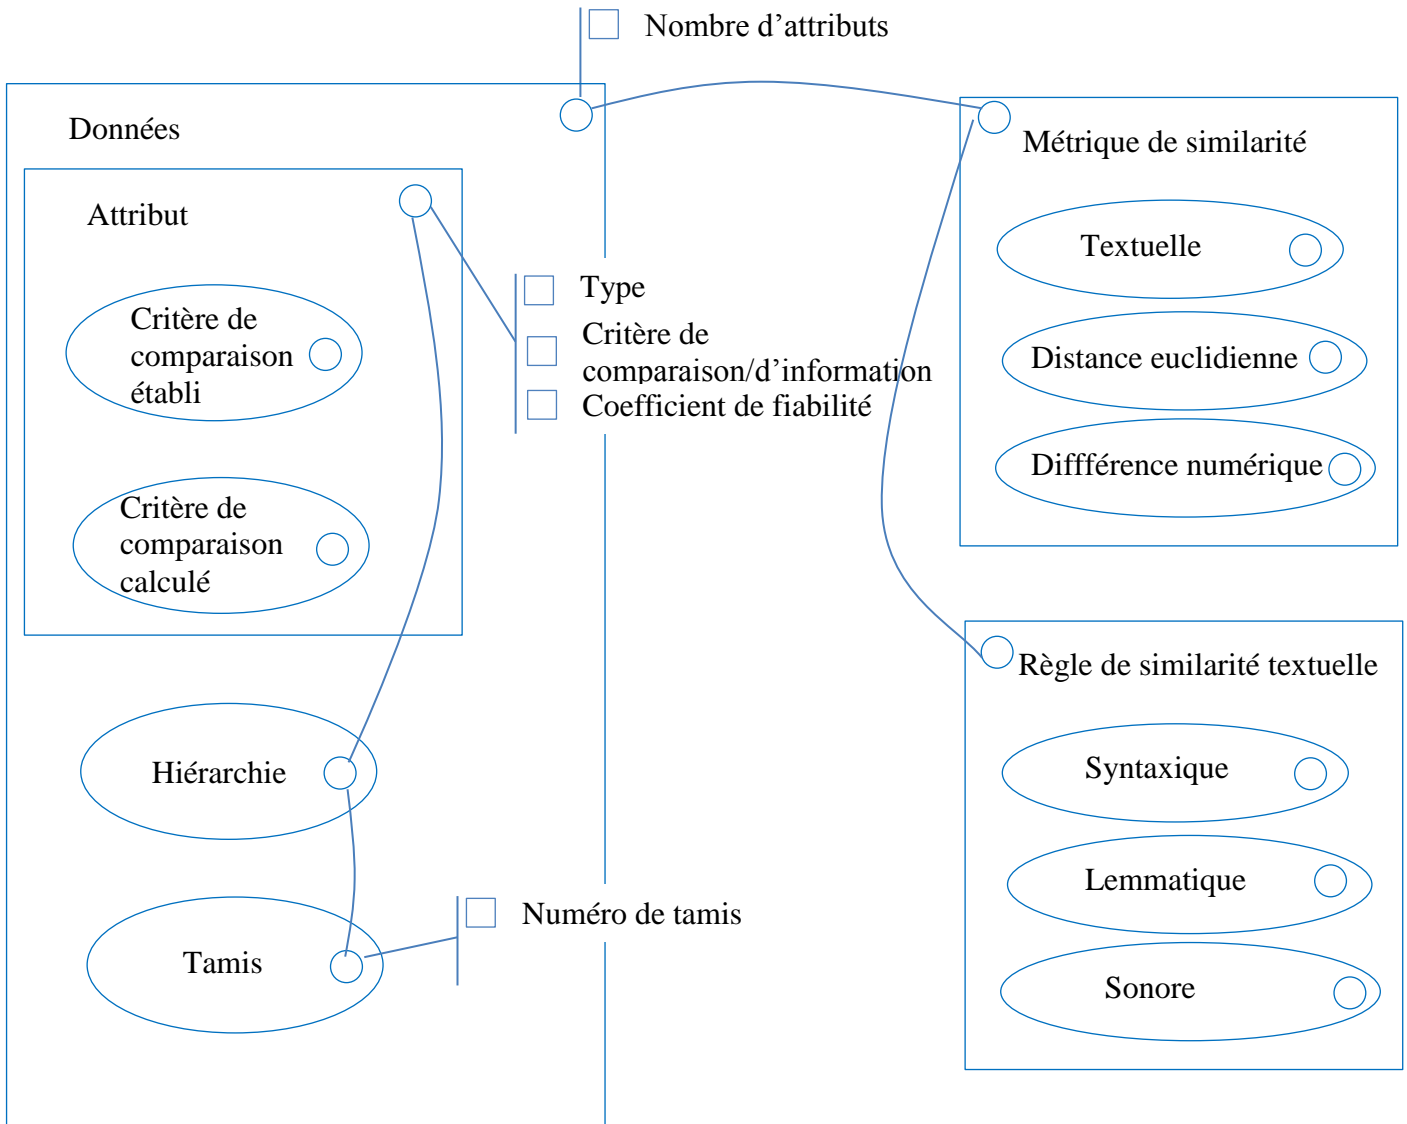 Nombre d’attributs
Données
Attribut
Critère de
comparaison
établi
Critère de
comparaison
calculé
Type
Critère de
comparaison/d’information
Coefficient de fiabilité
Hiérarchie
Tamis
Numéro de tamis
Métrique de similarité
Textuelle
Distance euclidienne
Diffférence numérique
Règle de similarité textuelle
Syntaxique
Lemmatique
Sonore